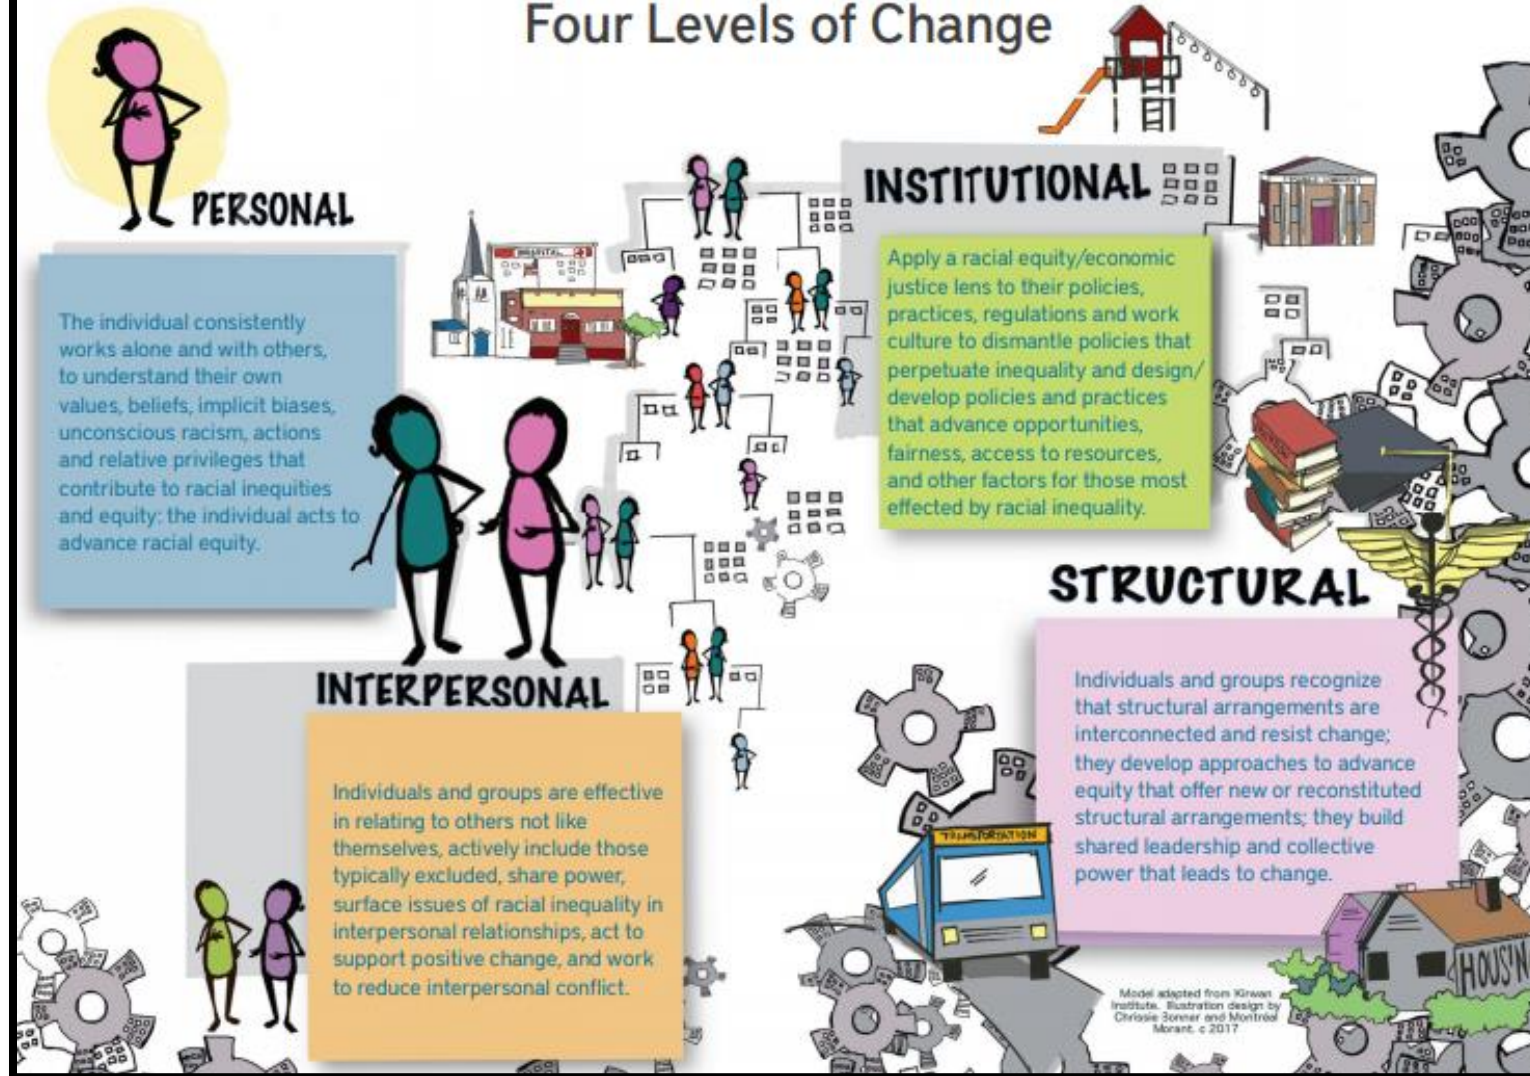 Four Levels of Change
PERSONAL
The individual consistently
works alone and with others,
to understand their own
values, beliefs, implicit biases,
unconscious racism, actions
and relative privileges that
contribute to racial inequities
and equity: the individual acts to
advance racial equity.
HOSPITAL
INTERPERSONAL
Individuals and groups are effective
in relating to others not like
themselves, actively include those
typically excluded, share power,
surface issues of racial inequality in
interpersonal relationships, act to
support positive change, and work
to reduce interpersonal conflict.
INSTITUTIONAL
Apply a racial equity/economic
justice lens to their policies,
practices, regulations and work
culture to dismantle policies that
perpetuate inequality and design/
develop policies and practices
that advance opportunities,
fairness, access to resources,
and other factors for those most
effected by racial inequality.
STRUCTURAL
Individuals and groups recognize
that structural arrangements are
interconnected and resist change;
they develop approaches to advance
equity that offer new or reconstituted
structural arrangements; they build
shared leadership and collective
power that leads to change.
TRANSPORTATION
HOUS'N
Model adapted from Kirwan
Institute. Illustration design by
Chrissie Bonner and Montréal
Morant. c 2017